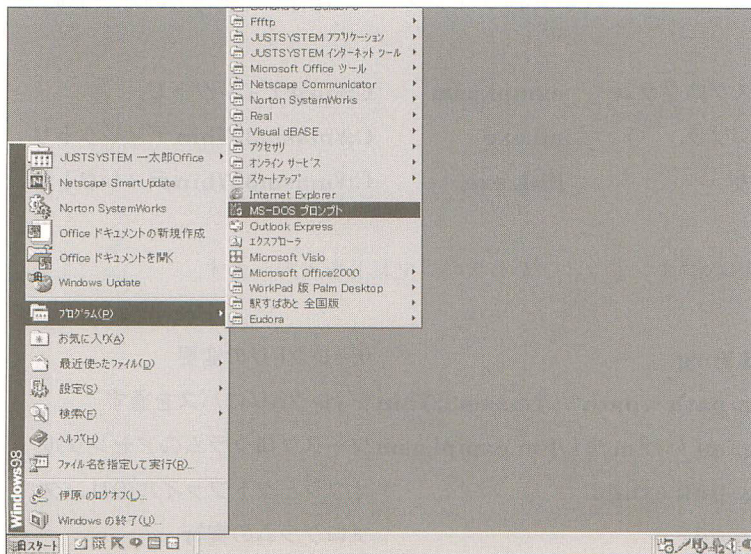 Ffftp
JUSTSYSTEM アプリケーション
JUSTSYSTEM インターネット ツール
Microsoft Office ツール
Netscape Communicator
Norton SystemWorks
Real
Visual dBASE
アクセサリ
オンライン サービス
スタートアップ
Internet Explorer
MS-DOS プロンプト
Outlook Express
エクスプローラ
Microsoft Visio
Microsoft Office2000
WorkPad 版 Palm Desktop
駅すぱあと 全国版
Eudora
JUSTSYSTEM 一太郎Office
Netscape SmartUpdate
Norton SystemWorks
Office ドキュメントの新規作成
Office ドキュメントを開く
Windows Update
プログラム(P)
お気に入り(A)
最近使ったファイル(D)
設定(S)
検索(F)
ヘルプ(H)
ファイル名を指定して実行(R)...
伊原 のログオフ(L)...
Windows の終了(U)...
Windows98
スタート